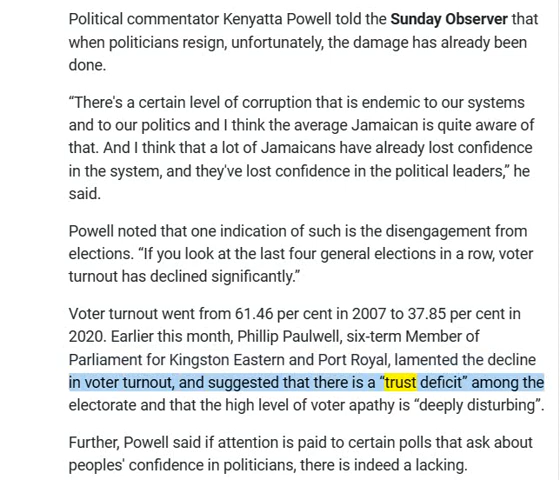 Political commentator Kenyatta Powell told the Sunday Observer that
when politicians resign, unfortunately, the damage has already been
done.
“There's a certain level of corruption that is endemic to our systems
and to our politics and I think the average Jamaican is quite aware of
that. And I think that a lot of Jamaicans have already lost confidence
in the system, and they've lost confidence in the political leaders,” he
said.
Powell noted that one indication of such is the disengagement from
elections. “If you look at the last four general elections in a row, voter
turnout has declined significantly.”
Voter turnout went from 61.46 per cent in 2007 to 37.85 per cent in
2020. Earlier this month, Phillip Paulwell, six-term Member of
Parliament for Kingston Eastern and Port Royal, lamented the decline
in voter turnout, and suggested that there is a “trust deficit” among the
electorate and that the high level of voter apathy is “deeply disturbing”.
Further, Powell said if attention is paid to certain polls that ask about
peoples' confidence in politicians, there is indeed a lacking.